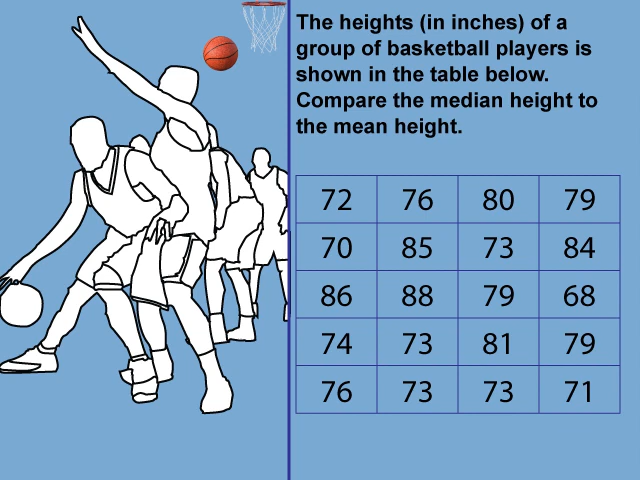 The heights (in inches) of a
group of basketball players is
shown in the table below.
Compare the median height to
the mean height.
72 76 80 79
70 85 73 84
86 88 79 68
74 73 81 79
76 73 73 71